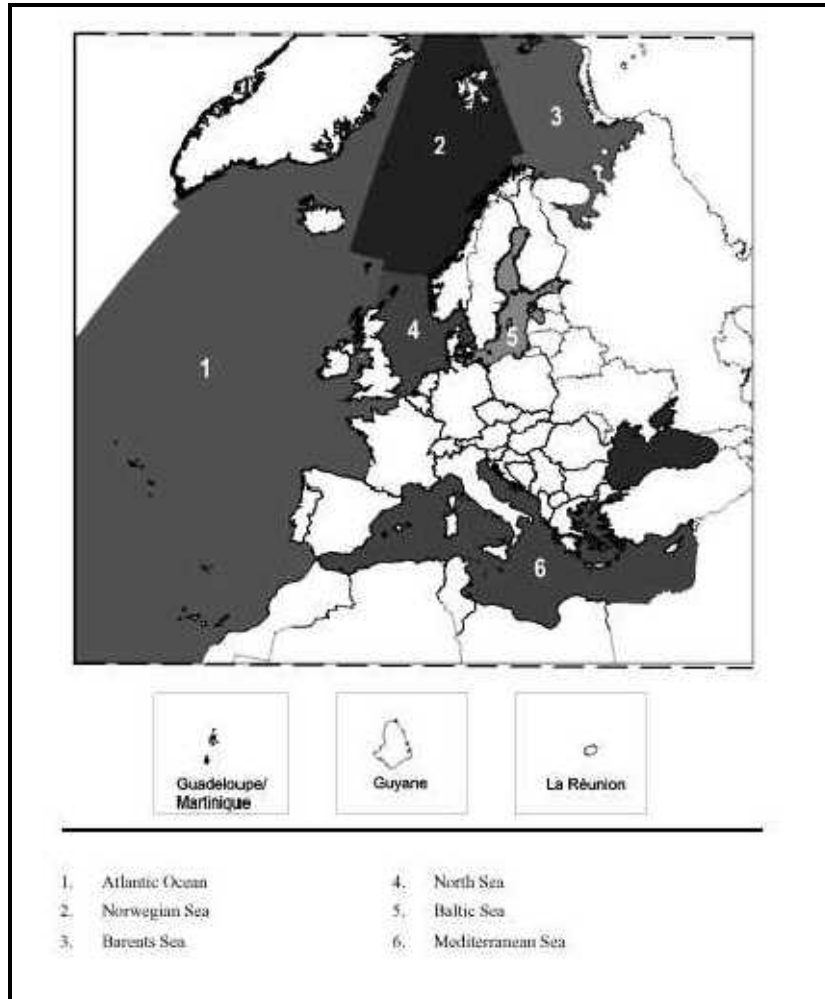 1
2
3
4
5
6
Guadeloupe/
Martinique
Guyane
La Réunion
1. Atlantic Ocean
2. Norwegian Sea
3. Barents Sea
4. North Sea
5. Baltic Sea
6. Mediterranean Sea